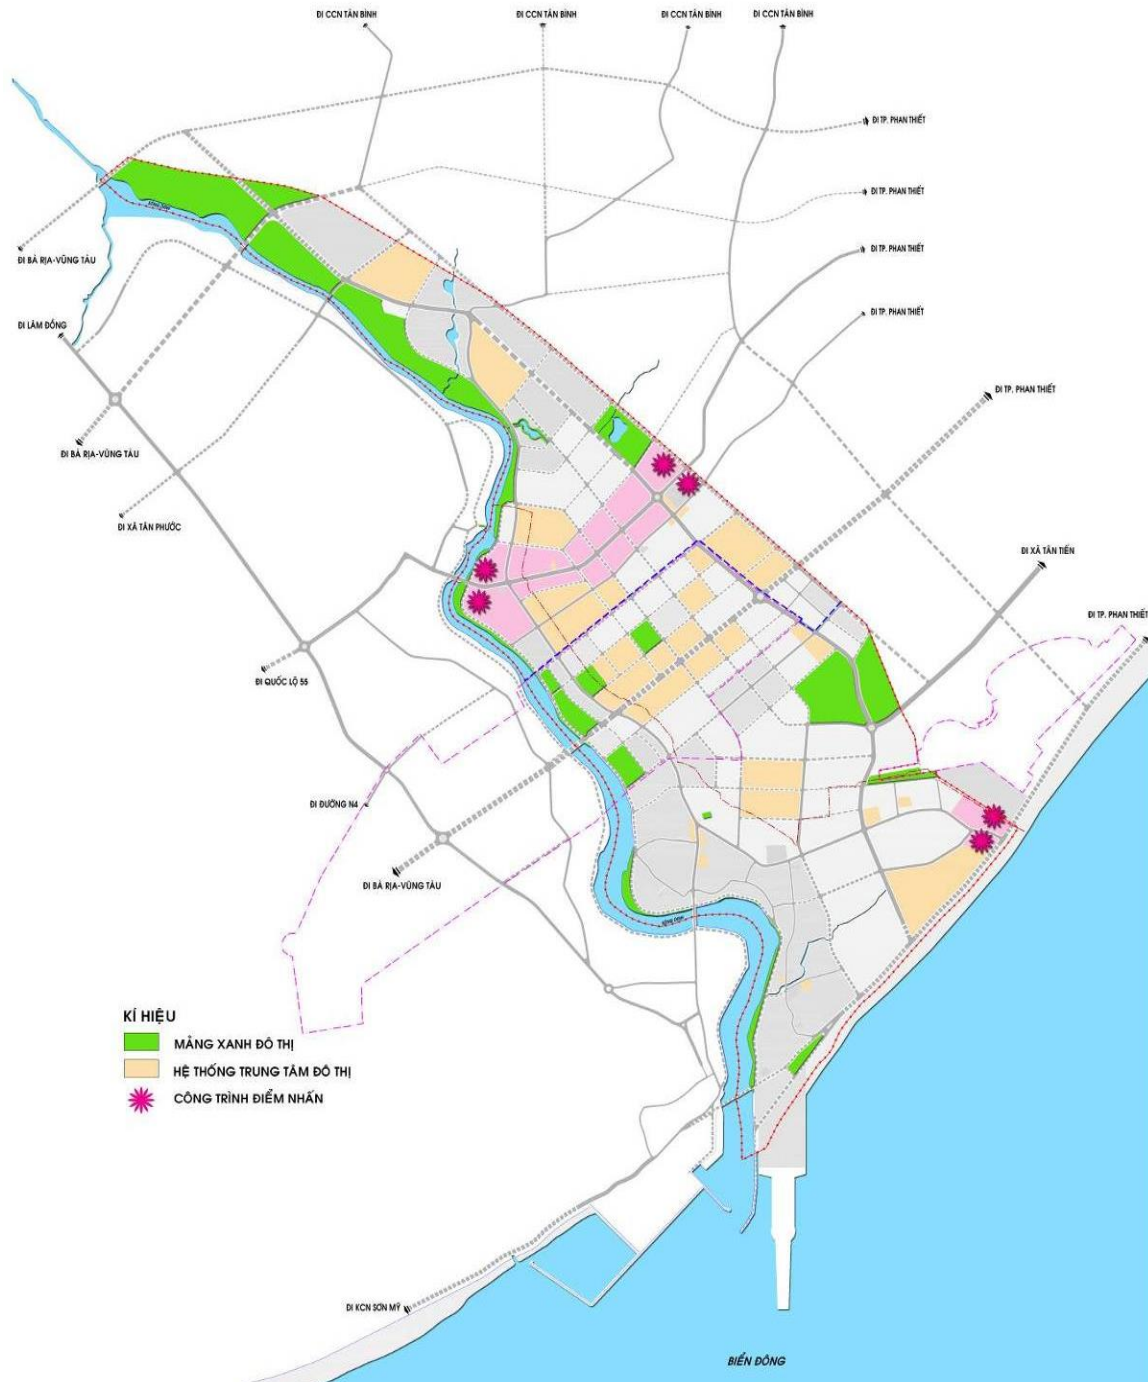 ĐI CCN TÂN BÌNH
ĐI CCN TÂN BÌNH
ĐI CCN TÂN BÌNH
ĐI CCN TÂN BÌNH
ĐI TP. PHAN THIẾT
ĐI TP. PHAN THIẾT
SÔNG DINH
ĐI BÀ RỊA-VŨNG TÀU
ĐI TP. PHAN THIẾT
ĐI LÂM ĐỒNG
ĐI TP. PHAN THIẾT
ĐI TP. PHAN THIẾT
ĐI BÀ RỊA-VŨNG TÀU
ĐI XÃ TÂN PHƯỚC
ĐI XÃ TÂN TIẾN
ĐI TP. PHAN THIẾT
ĐI QUỐC LỘ 55
ĐI ĐƯỜNG N4
ĐI BÀ RỊA-VŨNG TÀU
SÔNG DINH
KÍ HIỆU
MẢNG XANH ĐÔ THỊ
HỆ THỐNG TRUNG TÂM ĐÔ THỊ
CÔNG TRÌNH ĐIỂM NHẤN
ĐI KCN SƠN MỸ
BIỂN ĐÔNG